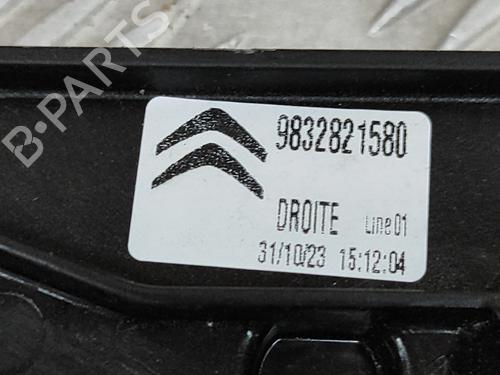 B-PARTS
9832821580
DROITE Line 01
31/10/23 15:12:04